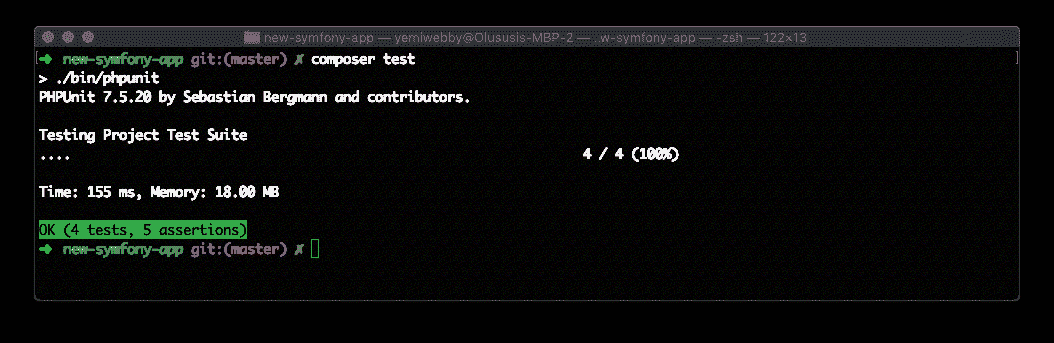 new-symfony-app — yemiwebby@Olususis-MBP-2 — ..w-symfony-app — -zsh — 122×13
➜ new-symfony-app git:(master) ✗ composer test
> ./bin/phpunit
PHPUnit 7.5.20 by Sebastian Bergmann and contributors.
Testing Project Test Suite
.... 4 / 4 (100%)
Time: 155 ms, Memory: 18.00 MB
OK (4 tests, 5 assertions)
➜ new-symfony-app git:(master) ✗